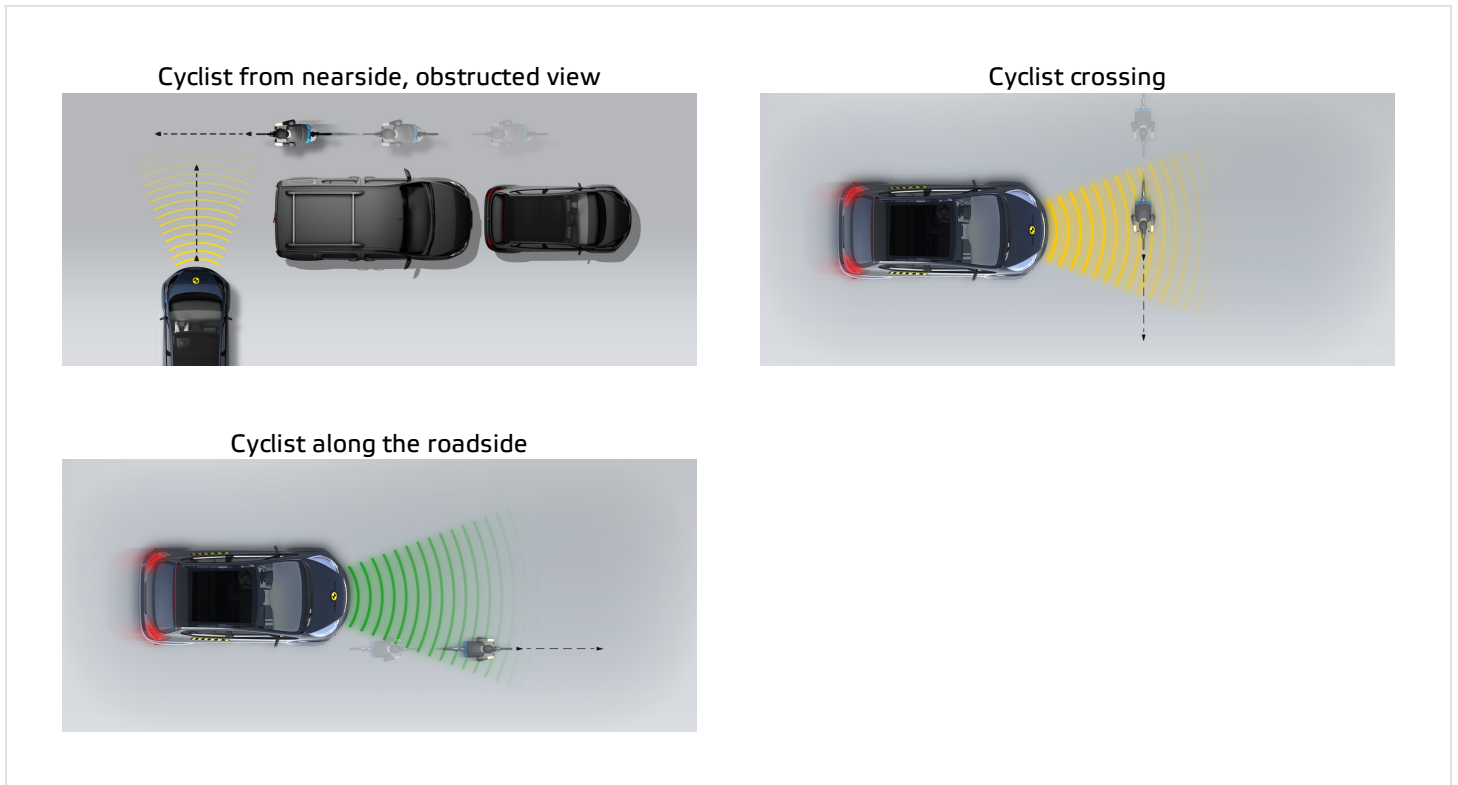 Cyclist from nearside, obstructed view
Cyclist crossing
Cyclist along the roadside